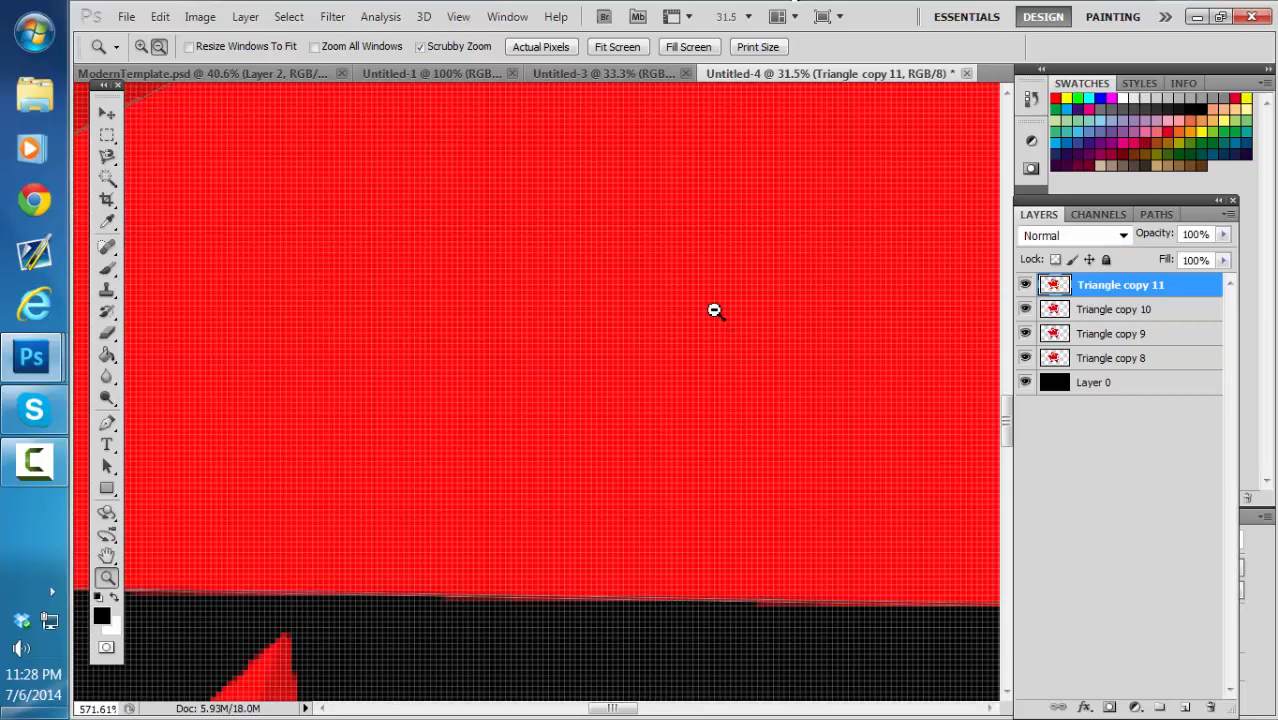 Ps File Edit Image Layer Select Filter Analysis 3D View Window Help Br Mb 31.5 ESSENTIALS DESIGN PAINTING
Resize Windows To Fit Zoom All Windows Scrubby Zoom Actual Pixels Fit Screen Fill Screen Print Size
ModernTemplate.psd @ 40.6% (Layer 2, RGB/... Untitled-1 @ 100% (RGB... Untitled-3 @ 33.3% (RGB... Untitled-4 @ 31.5% (Triangle copy 11, RGB/8) *
SWATCHES STYLES INFO
LAYERS CHANNELS PATHS
Normal Opacity: 100%
Lock: Fill: 100%
Triangle copy 11
Triangle copy 10
Triangle copy 9
Triangle copy 8
Layer 0
Ps
T
11:28 PM
7/6/2014
571.61% Doc: 5.93M/18.0M
fx